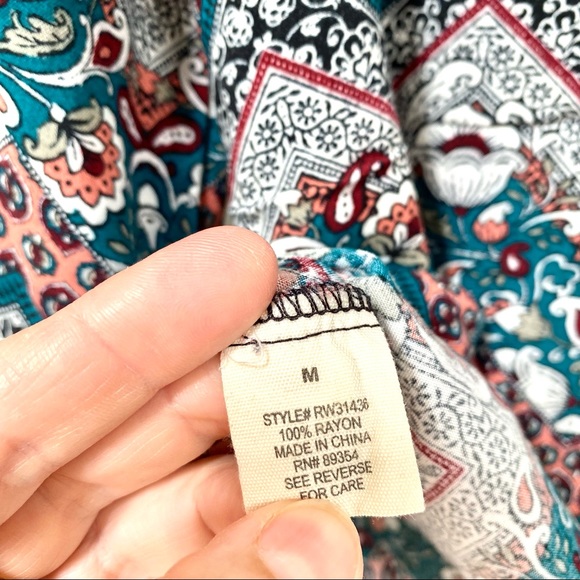 M
STYLE# RW31436
100% RAYON
MADE IN CHINA
RN# 89354
SEE REVERSE
FOR CARE